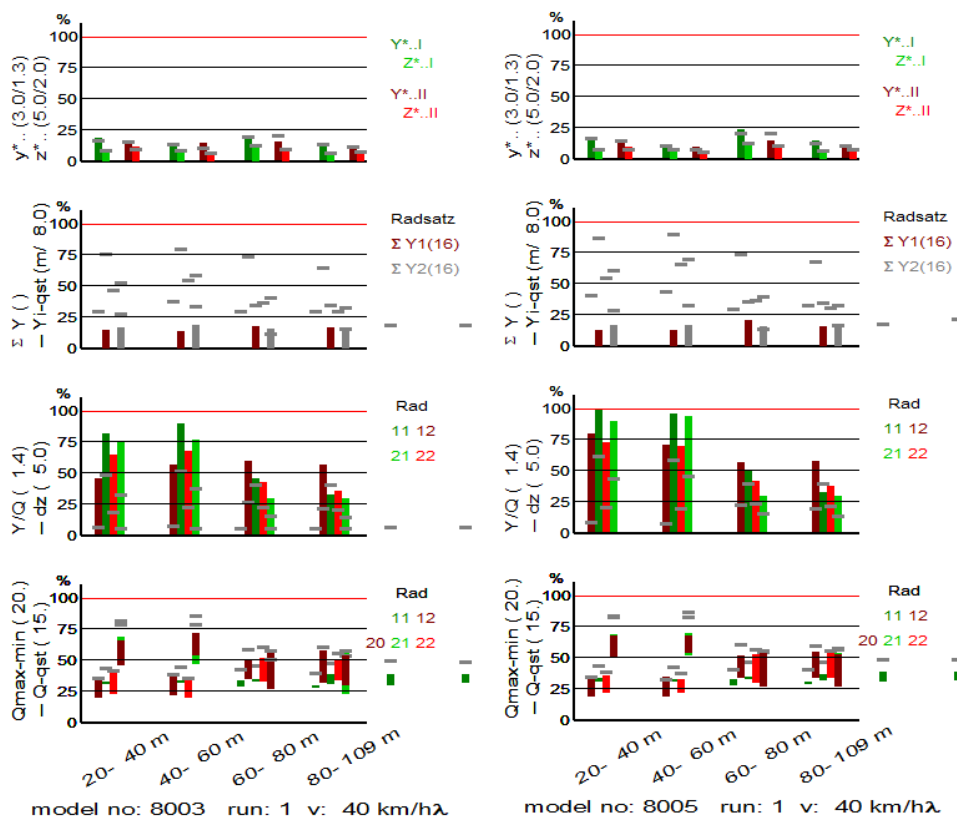 %
100
75
50
25
0
y*.. (3.0/1.3)
z*.. (5.0/2.0)
Y*..I
Z*..I
Y*..II
Z*..II
100
75
50
25
0
Σ Y ( )
– Yi-qst (m/ 8.0)
Radsatz
Σ Y1(16)
Σ Y2(16)
%
100
75
50
25
0
Y/Q ( 1.4)
– dz ( 5.0)
Rad
11 12
21 22
%
100
75
50
25
0
Qmax-min ( 20.)
– Q-qst ( 15.)
Rad
11 12
20 21 22
20- 40 m
40- 60 m
60- 80 m
80- 109 m
model no: 8003 run: 1 v: 40 km/hλ
%
100
75
50
25
0
y*.. (3.0/1.3)
z*.. (5.0/2.0)
Y*..I
Z*..I
Y*..II
Z*..II
%
100
75
50
25
0
Σ Y ( )
– Yi-qst (m/ 8.0)
Radsatz
Σ Y1(16)
Σ Y2(16)
%
100
75
50
25
0
Y/Q ( 1.4)
– dz ( 5.0)
Rad
11 12
21 22
%
100
75
50
25
0
Qmax-min ( 20.)
– Q-qst ( 15.)
Rad
11 12
20 21 22
20- 40 m
40- 60 m
60- 80 m
80- 109 m
model no: 8005 run: 1 v: 40 km/hλ